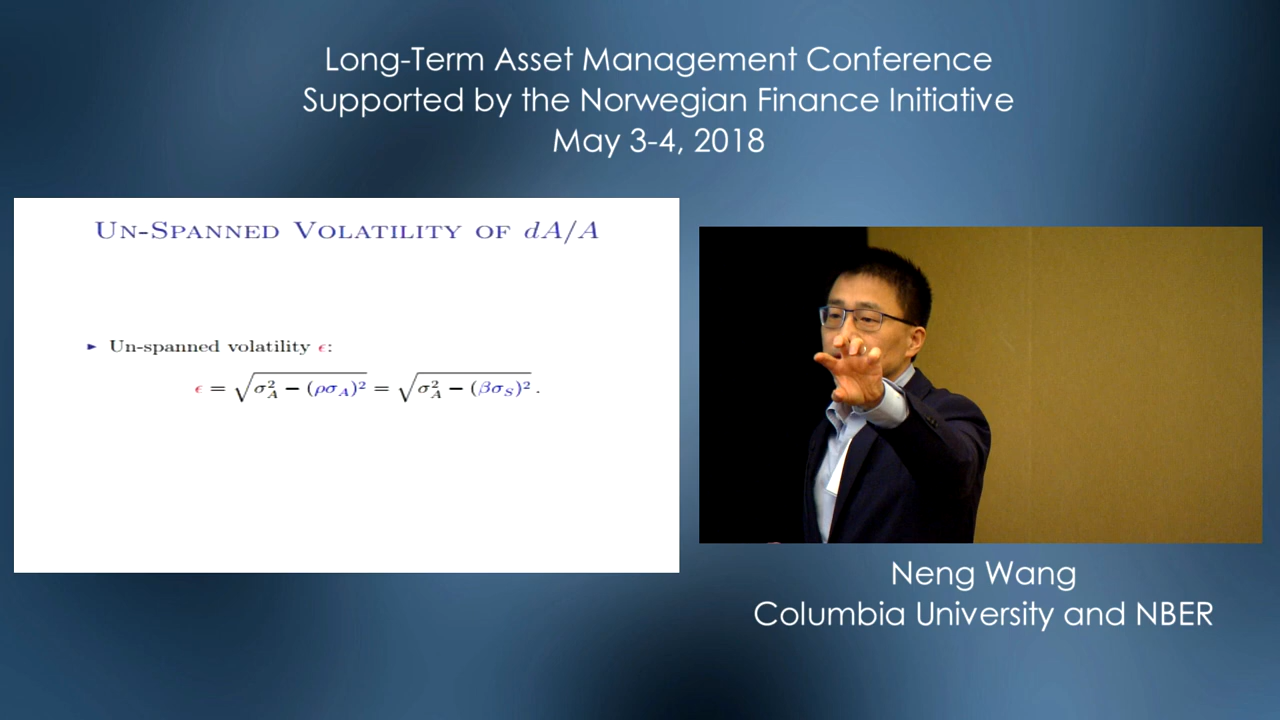 Long-Term Asset Management Conference
Supported by the Norwegian Finance Initiative
May 3-4, 2018
Un-Spanned Volatility of dA/A
► Un-spanned volatility ϵ:
ϵ = √(σ_A^2 − (ρσ_A)^2) = √(σ_A^2 − (βσ_S)^2).
Neng Wang
Columbia University and NBER